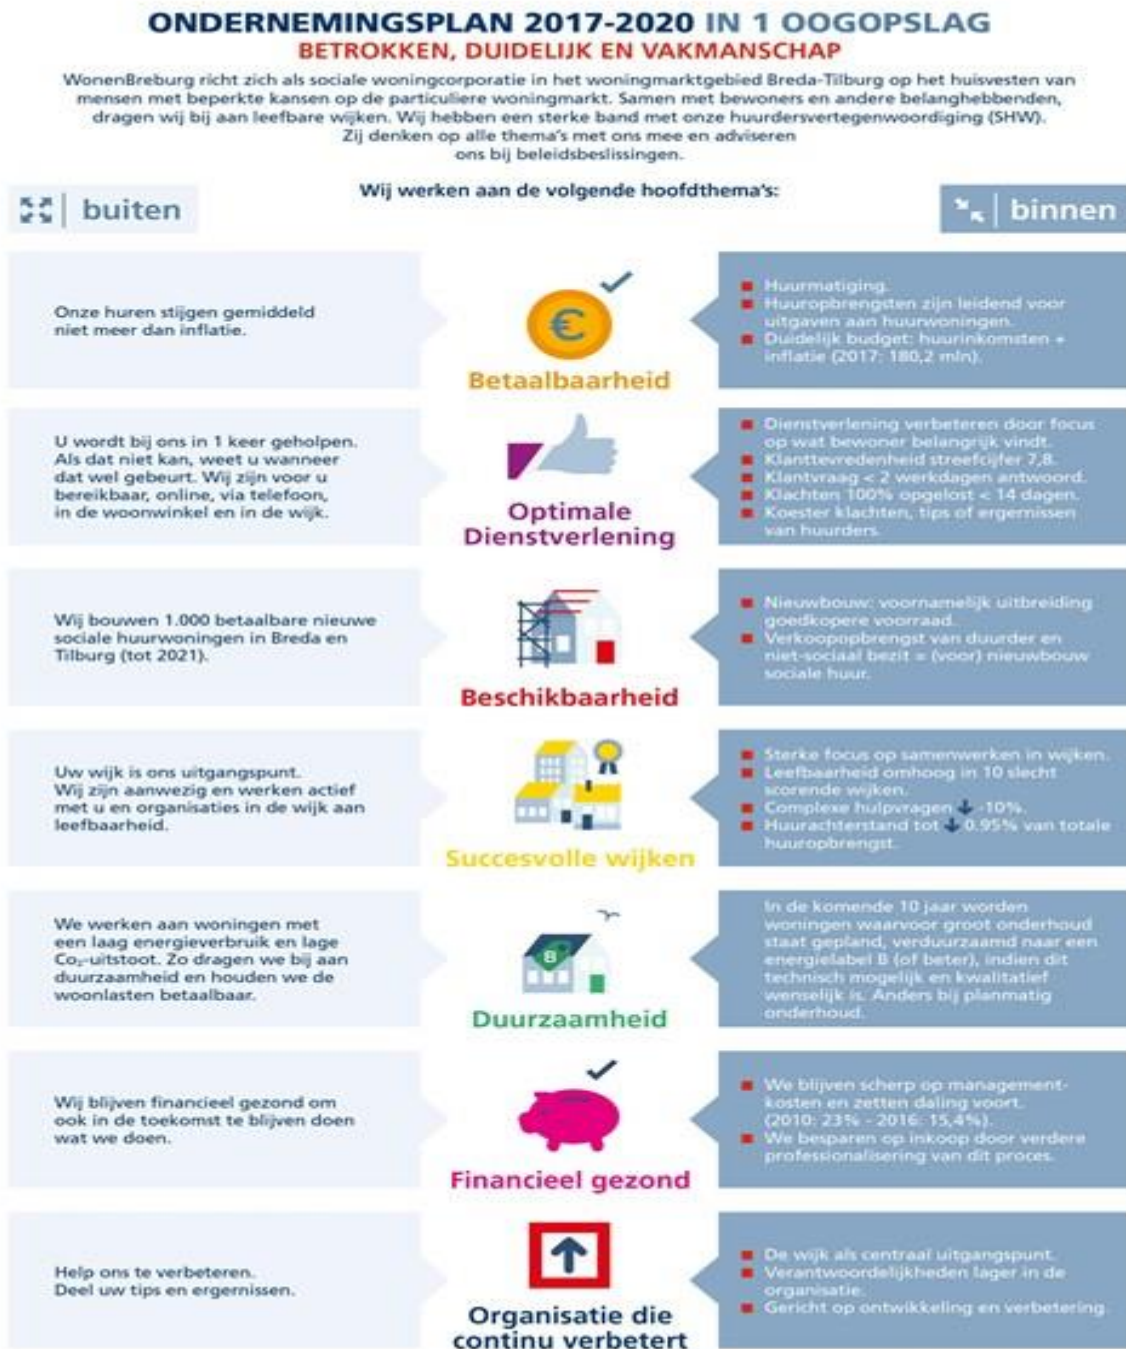 ONDERNEMINGSPLAN 2017-2020 IN 1 OOGOPSLAG
BETROKKEN, DUIDELIJK EN VAKMANSCHAP
WonenBreburg richt zich als sociale woningcorporatie in het woningmarktgebied Breda-Tilburg op het huisvesten van
mensen met beperkte kansen op de particuliere woningmarkt. Samen met bewoners en andere belanghebbenden,
dragen wij bij aan leefbare wijken. Wij hebben een sterke band met onze huurdersvertegenwoordiging (SHW).
Zij denken op alle thema's met ons mee en adviseren
ons bij beleidsbeslissingen.
Wij werken aan de volgende hoofdthema's:
buiten
binnen
Onze huren stijgen gemiddeld
niet meer dan inflatie.
€
Betaalbaarheid
Huurmatiging.
Huuropbrengsten zijn leidend voor
uitgaven aan huurwoningen.
Duidelijk budget: huurinkomsten +
inflatie (2017: 180,2 mln).
U wordt bij ons in 1 keer geholpen.
Als dat niet kan, weet u wanneer
dat wel gebeurt. Wij zijn voor u
bereikbaar, online, via telefoon,
in de woonwinkel en in de wijk.
Optimale
Dienstverlening
Dienstverlening verbeteren door focus
op wat bewoner belangrijk vindt.
Klanttevredenheid streefcijfer 7,8.
Klantvraag < 2 werkdagen antwoord.
Klachten 100% opgelost < 14 dagen.
Koester klachten, tips of ergernissen
van huurders.
Wij bouwen 1.000 betaalbare nieuwe
sociale huurwoningen in Breda en
Tilburg (tot 2021).
Beschikbaarheid
Nieuwbouw: voornamelijk uitbreiding
goedkopere voorraad.
Verkoopopbrengst van duurder en
niet-sociaal bezit = (voor) nieuwbouw
sociale huur.
Uw wijk is ons uitgangspunt.
Wij zijn aanwezig en werken actief
met u en organisaties in de wijk aan
leefbaarheid.
Succesvolle wijken
Sterke focus op samenwerken in wijken.
Leefbaarheid omhoog in 10 slecht
scorende wijken.
Complexe hulpvragen ↓ -10%.
Huurachterstand tot ↓ 0.95% van totale
huuropbrengst.
We werken aan woningen met
een laag energieverbruik en lage
Co₂-uitstoot. Zo dragen we bij aan
duurzaamheid en houden we de
woonlasten betaalbaar.
B
Duurzaamheid
In de komende 10 jaar worden
woningen waarvoor groot onderhoud
staat gepland, verduurzaamd naar een
energielabel B (of beter), indien dit
technisch mogelijk en kwalitatief
wenselijk is. Anders bij planmatig
onderhoud.
Wij blijven financieel gezond om
ook in de toekomst te blijven doen
wat we doen.
Financieel gezond
We blijven scherp op management-
kosten en zetten daling voort.
(2010: 23% - 2016: 15,4%).
We besparen op inkoop door verdere
professionalisering van dit proces.
Help ons te verbeteren.
Deel uw tips en ergernissen.
Organisatie die
continu verbetert
De wijk als centraal uitgangspunt.
Verantwoordelijkheden lager in de
organisatie.
Gericht op ontwikkeling en verbetering.